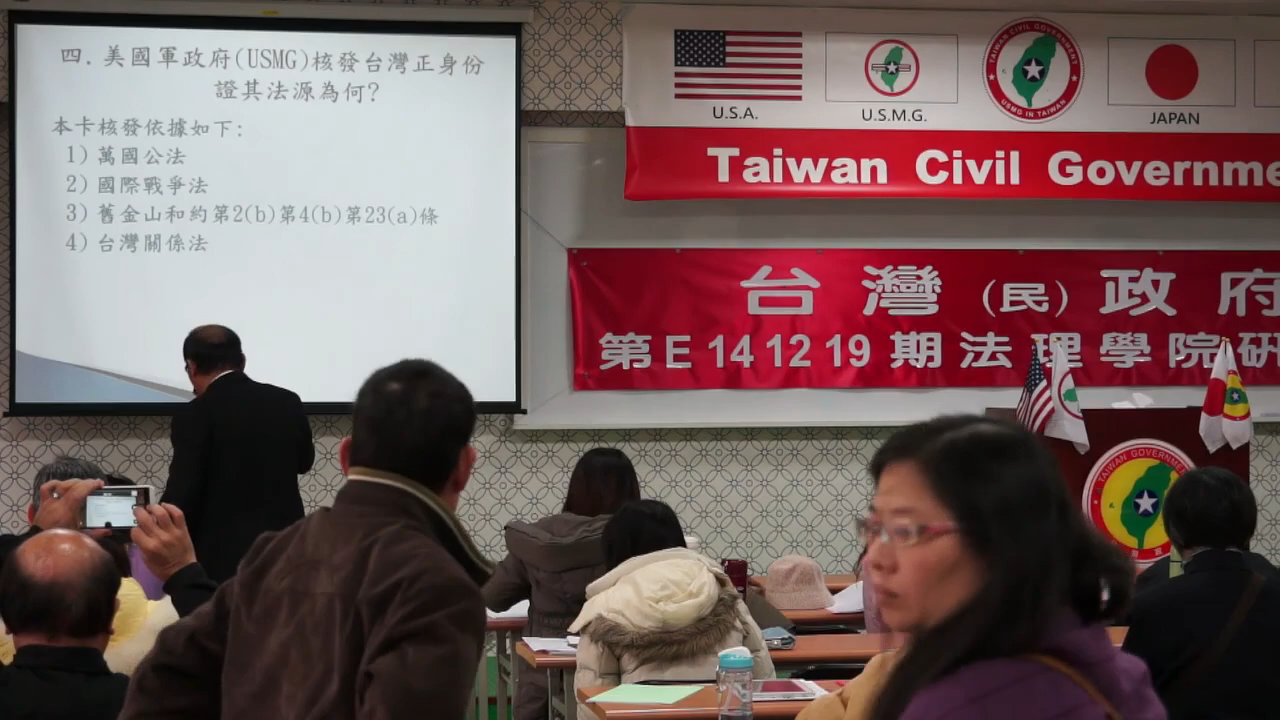 四. 美國軍政府(USMG)核發台灣正身份
證其法源為何?
本卡核發依據如下:
1) 萬國公法
2) 國際戰爭法
3) 舊金山和約第2(b)第4(b)第23(a)條
4) 台灣關係法
U.S.A.
U.S.M.G.
TAIWAN CIVIL GOVERNMENT
USMG IN TAIWAN
JAPAN
Taiwan Civil Governme
台灣(民)政府
第E 14 12 19 期法理學院研
TAIWAN GOVERNMENT